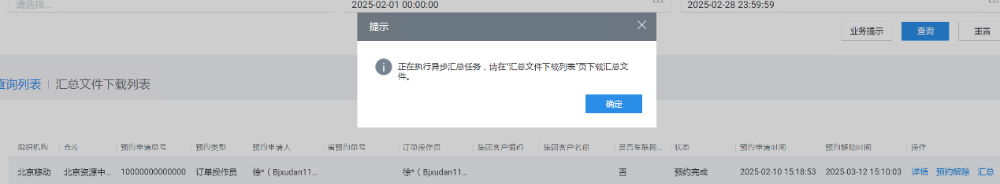 请选择...
2025-02-01 00:00:00
2025-02-28 23:59:59
提示
业务提示
查询
重置
正在执行异步汇总任务，请在"汇总文件下载列表"页下载汇总文
件。
查询列表 | 汇总文件下载列表
确定
组织机构 仓库 预约申请单号 预约类型 预约申请人 省预约单号 订单操作员 集团客户编码 集团客户名称 是否车联网... 状态 预约申请时间 预约解除时间 操作
北京移动 北京资源中... 10000000000000 订单操作员 徐*（Bjxudan11... 徐*（Bjxudan11... 否 预约完成 2025-02-10 15:18:53 2025-03-12 15:10:03 详情 预约解除 汇总